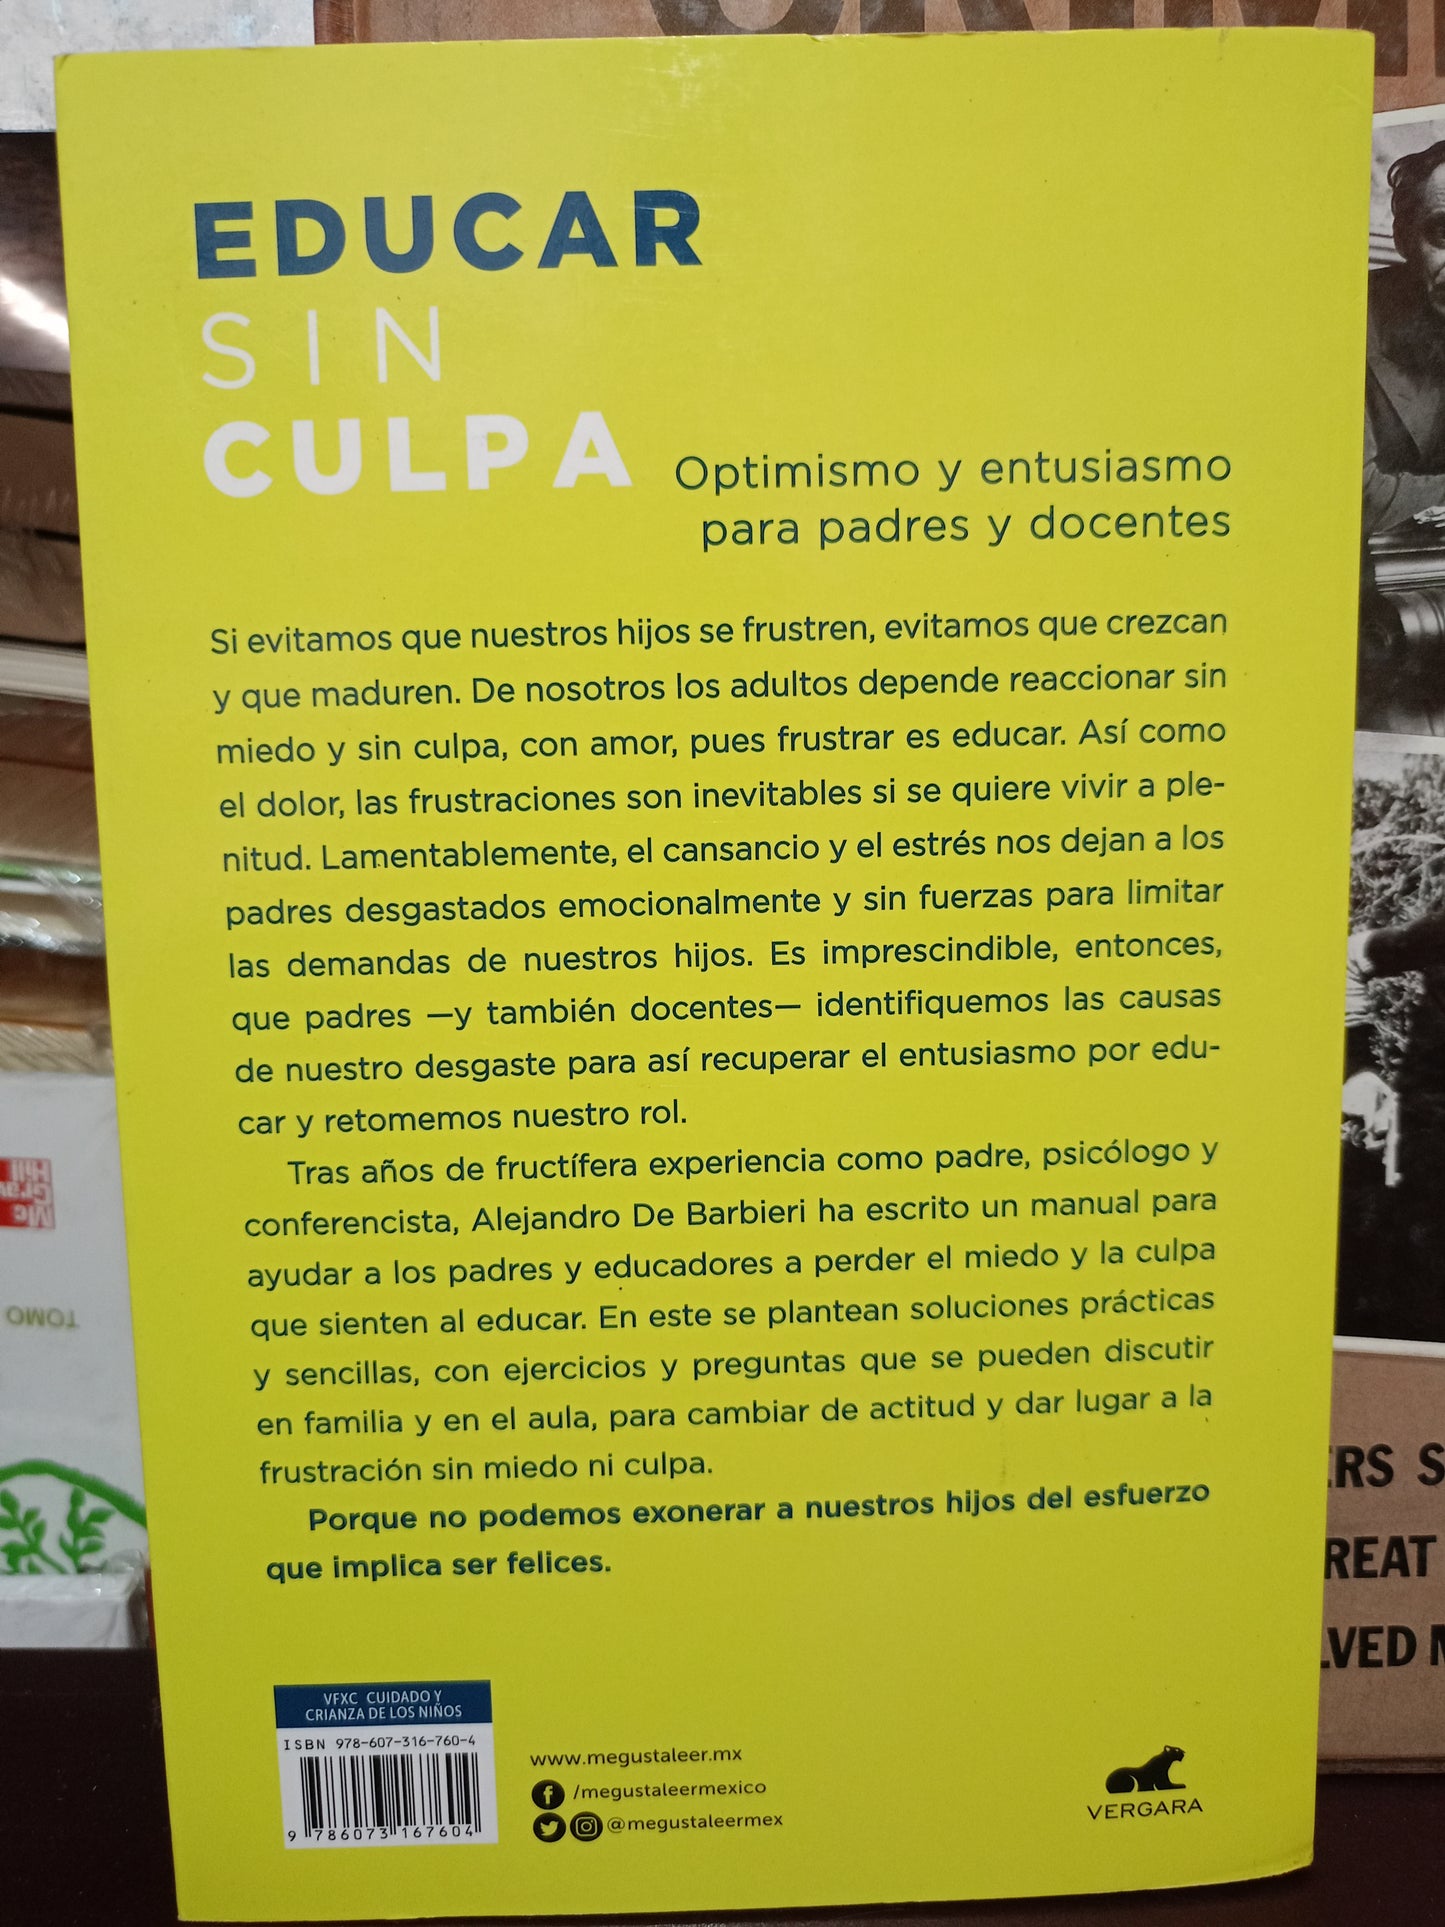 EDUCAR
SIN
CULPA
Optimismo y entusiasmo
para padres y docentes
Si evitamos que nuestros hijos se frustren, evitamos que crezcan
y que maduren. De nosotros los adultos depende reaccionar sin
miedo y sin culpa, con amor, pues frustrar es educar. Así como
el dolor, las frustraciones son inevitables si se quiere vivir a ple-
nitud. Lamentablemente, el cansancio y el estrés nos dejan a los
padres desgastados emocionalmente y sin fuerzas para limitar
las demandas de nuestros hijos. Es imprescindible, entonces,
que padres —y también docentes— identifiquemos las causas
de nuestro desgaste para así recuperar el entusiasmo por edu-
car y retomemos nuestro rol.
Tras años de fructífera experiencia como padre, psicólogo y
conferencista, Alejandro De Barbieri ha escrito un manual para
ayudar a los padres y educadores a perder el miedo y la culpa
que sienten al educar. En este se plantean soluciones prácticas
y sencillas, con ejercicios y preguntas que se pueden discutir
en familia y en el aula, para cambiar de actitud y dar lugar a la
frustración sin miedo ni culpa.
Porque no podemos exonerar a nuestros hijos del esfuerzo
que implica ser felices.
VFXC CUIDADO Y
CRIANZA DE LOS NIÑOS
ISBN 978-607-316-760-4
9 786073 167604
www.megustaleer.mx
/megustaleermexico
@megustaleermex
VERGARA
Mc
Graw
Hill
TOMO
ERS S
REAT
LVED M